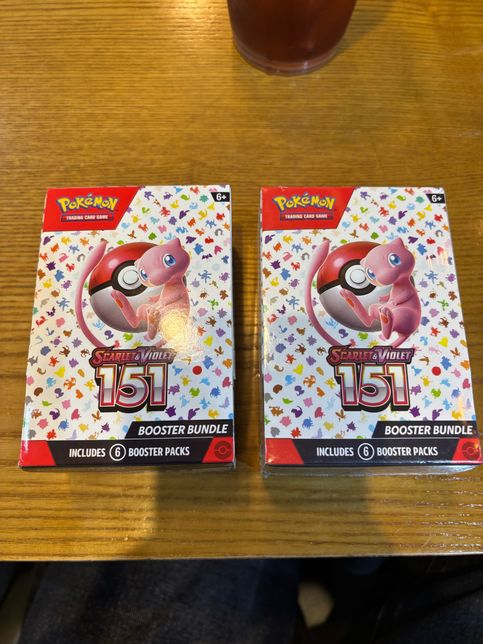 6+
Pokémon
TRADING CARD GAME
SCARLET & VIOLET
151
BOOSTER BUNDLE
INCLUDES 6 BOOSTER PACKS
6+
Pokémon
TRADING CARD GAME
SCARLET & VIOLET
151
BOOSTER BUNDLE
INCLUDES 6 BOOSTER PACKS